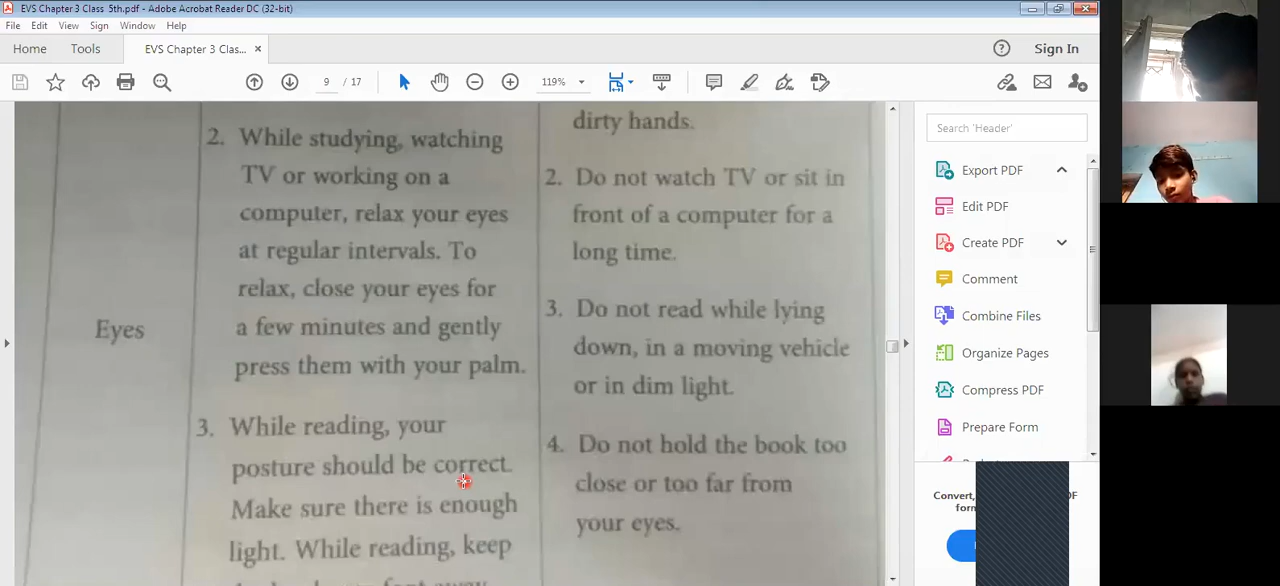 EVS Chapter 3 Class 5th.pdf - Adobe Acrobat Reader DC (32-bit)
File Edit View Sign Window Help
Home Tools EVS Chapter 3 Clas... × Sign In
9 / 17 119%
dirty hands.
2. While studying, watching
TV or working on a
computer, relax your eyes
at regular intervals. To
relax, close your eyes for
a few minutes and gently
press them with your palm.
3. While reading, your
posture should be correct.
Make sure there is enough
light. While reading, keep
Eyes
2. Do not watch TV or sit in
front of a computer for a
long time.
3. Do not read while lying
down, in a moving vehicle
or in dim light.
4. Do not hold the book too
close or too far from
your eyes.
Search 'Header'
Export PDF
Edit PDF
Create PDF
Comment
Combine Files
Organize Pages
Compress PDF
Prepare Form
Convert,